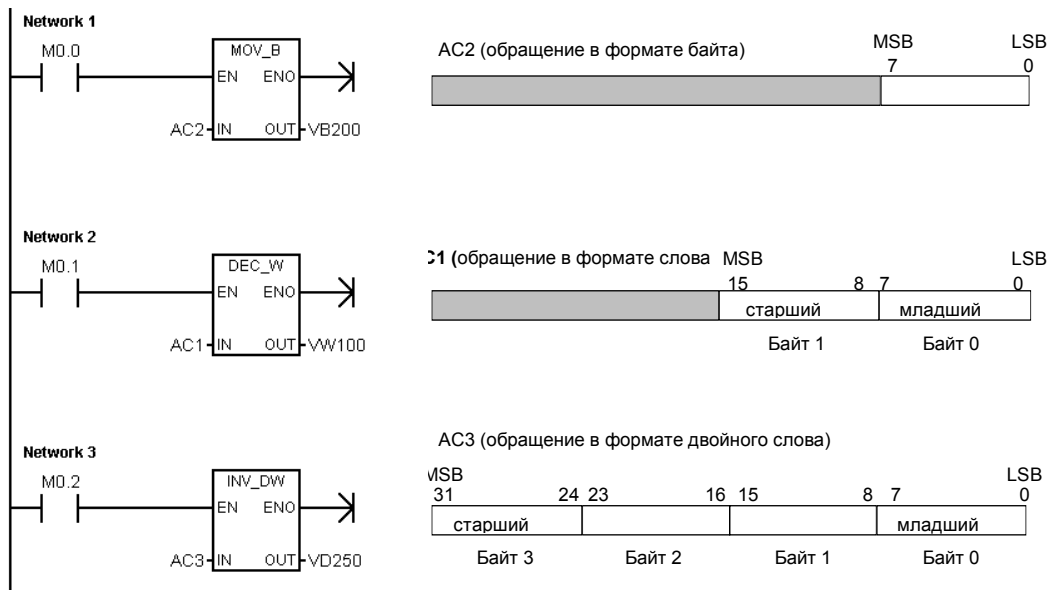 Network 1
M0.0
MOV_B
EN ENO
AC2 IN OUT VB200
AC2 (обращение в формате байта)
MSB LSB
7 0
Network 2
M0.1
DEC_W
EN ENO
AC1 IN OUT VW100
C1 (обращение в формате слова
MSB LSB
15 8 7 0
старший младший
Байт 1 Байт 0
Network 3
M0.2
INV_DW
EN ENO
AC3 IN OUT VD250
AC3 (обращение в формате двойного слова)
MSB LSB
31 24 23 16 15 8 7 0
старший младший
Байт 3 Байт 2 Байт 1 Байт 0